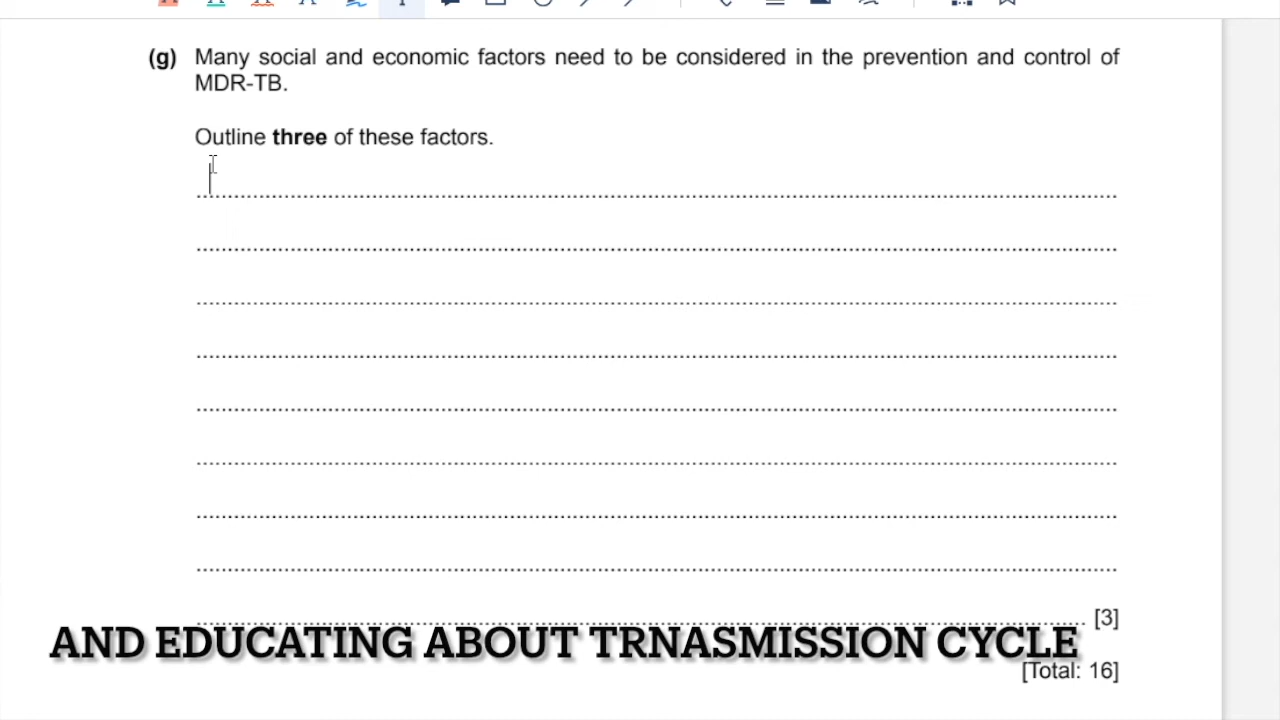 (g) Many social and economic factors need to be considered in the prevention and control of
MDR-TB.
Outline three of these factors.
[3]
AND EDUCATING ABOUT TRNASMISSION CYCLE
[Total: 16]